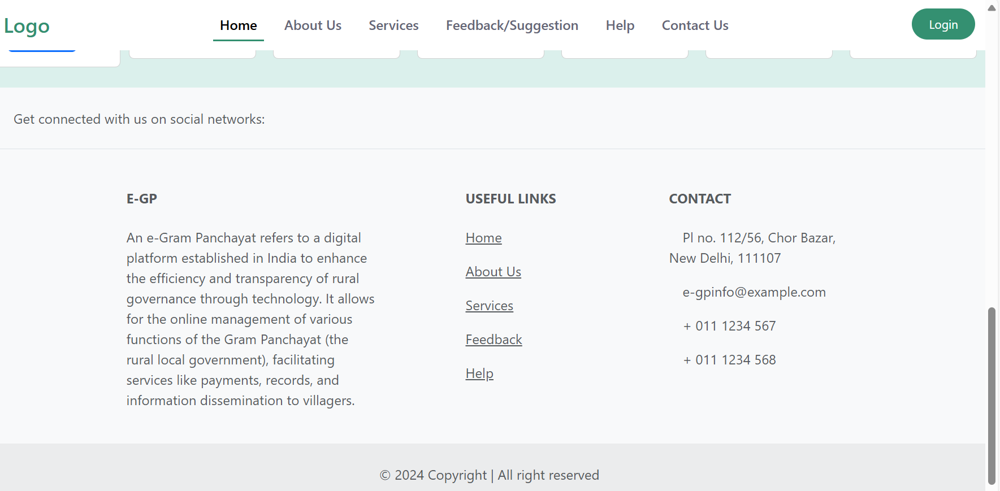 Logo
Home
About Us
Services
Feedback/Suggestion
Help
Contact Us
Login
Get connected with us on social networks:
E-GP
An e-Gram Panchayat refers to a digital
platform established in India to enhance
the efficiency and transparency of rural
governance through technology. It allows
for the online management of various
functions of the Gram Panchayat (the
rural local government), facilitating
services like payments, records, and
information dissemination to villagers.
USEFUL LINKS
Home
About Us
Services
Feedback
Help
CONTACT
Pl no. 112/56, Chor Bazar,
New Delhi, 111107
e-gpinfo@example.com
+ 011 1234 567
+ 011 1234 568
© 2024 Copyright | All right reserved